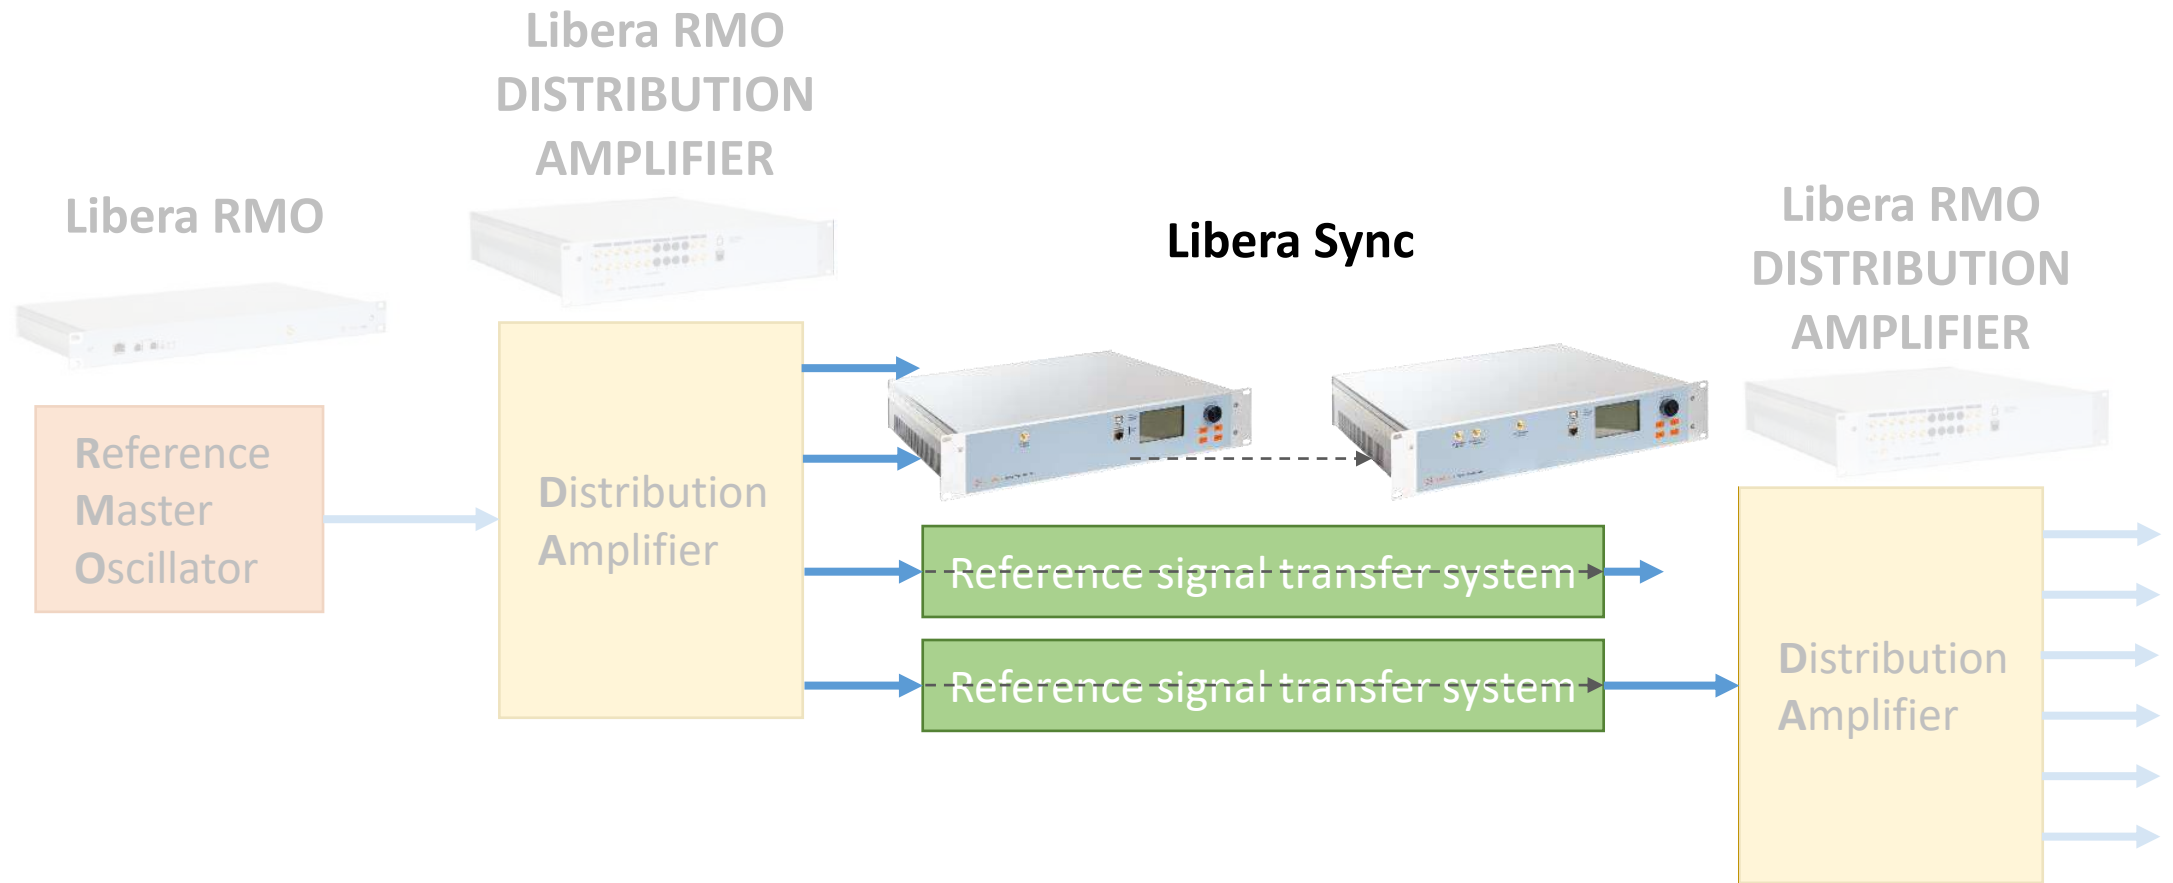 Libera RMO
DISTRIBUTION
AMPLIFIER
Libera RMO
Libera Sync
Libera RMO
DISTRIBUTION
AMPLIFIER
Reference
Master
Oscillator
Distribution
Amplifier
Reference signal transfer system
Reference signal transfer system
Distribution
Amplifier